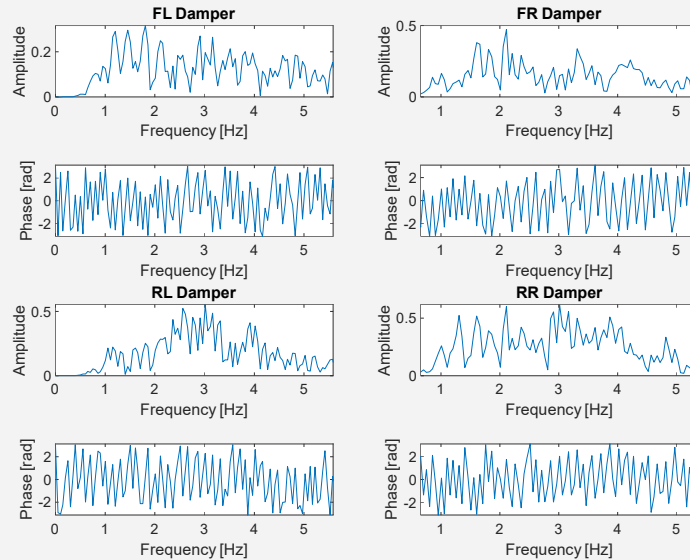 FL Damper
0.2
0
Amplitude
0 1 2 3 4 5
Frequency [Hz]
2
0
-2
Phase [rad]
0 1 2 3 4 5
Frequency [Hz]
FR Damper
0.5
0
Amplitude
1 2 3 4 5
Frequency [Hz]
2
0
-2
Phase [rad]
1 2 3 4 5
Frequency [Hz]
RL Damper
0.5
0
Amplitude
0 1 2 3 4 5
Frequency [Hz]
2
0
-2
Phase [rad]
0 1 2 3 4 5
Frequency [Hz]
RR Damper
0.5
0
Amplitude
1 2 3 4 5
Frequency [Hz]
2
0
-2
Phase [rad]
1 2 3 4 5
Frequency [Hz]